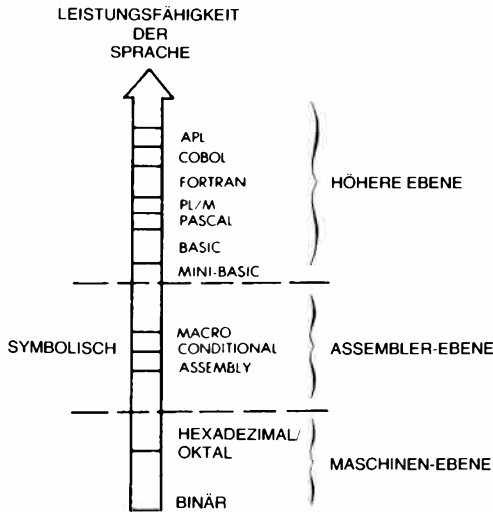 LEISTUNGSFÄHIGKEIT
DER
SPRACHE
APL
COBOL
FORTRAN
HÖHERE EBENE
PL/M
PASCAL
BASIC
MINI-BASIC
SYMBOLISCH
MACRO
CONDITIONAL
ASSEMBLY
ASSEMBLER-EBENE
HEXADEZIMAL/
OKTAL
MASCHINEN-EBENE
BINÄR